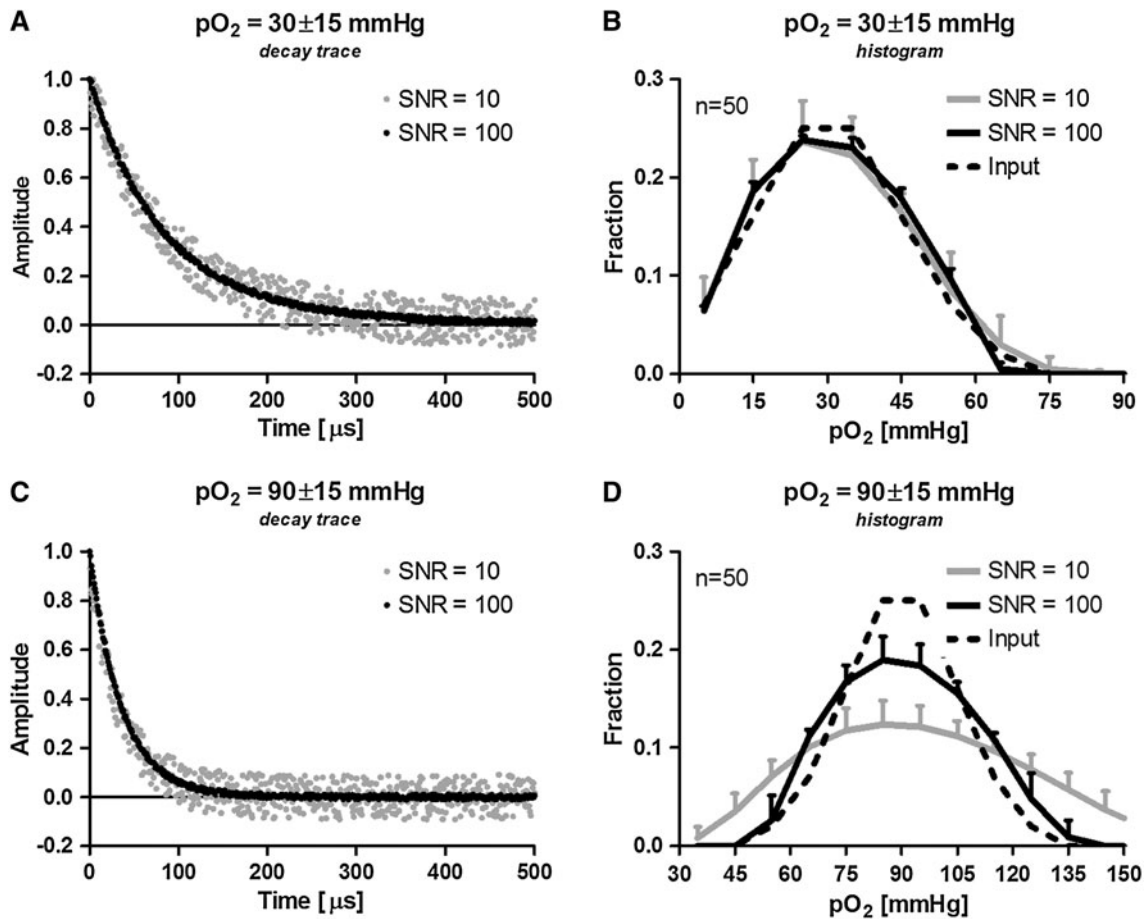 A
pO₂ = 30±15 mmHg
decay trace
SNR = 10
SNR = 100
Amplitude
1.0
0.8
0.6
0.4
0.2
0.0
-0.2
0 100 200 300 400 500
Time [ μs]
B
pO₂ = 30±15 mmHg
histogram
n=50
SNR = 10
SNR = 100
Input
Fraction
0.3
0.2
0.1
0.0
0 15 30 45 60 75 90
pO₂ [mmHg]
C
pO₂ = 90±15 mmHg
decay trace
SNR = 10
SNR = 100
Amplitude
1.0
0.8
0.6
0.4
0.2
0.0
-0.2
0 100 200 300 400 500
Time [ μs]
D
pO₂ = 90±15 mmHg
histogram
n=50
SNR = 10
SNR = 100
Input
Fraction
0.3
0.2
0.1
0.0
30 45 60 75 90 105 120 135 150
pO₂ [mmHg]